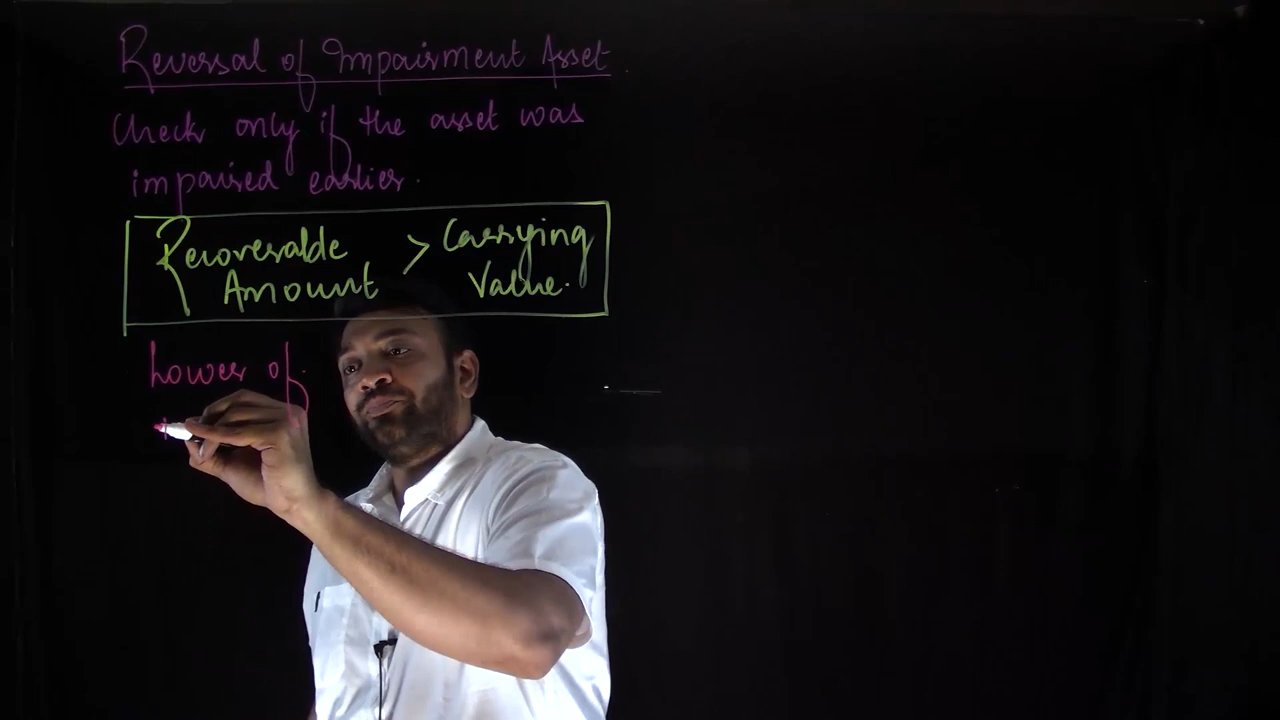 Reversal of Impairment Asset
Check only if the asset was
impaired earlier.
Recoverable > Carrying
Amount Value.
Lower of